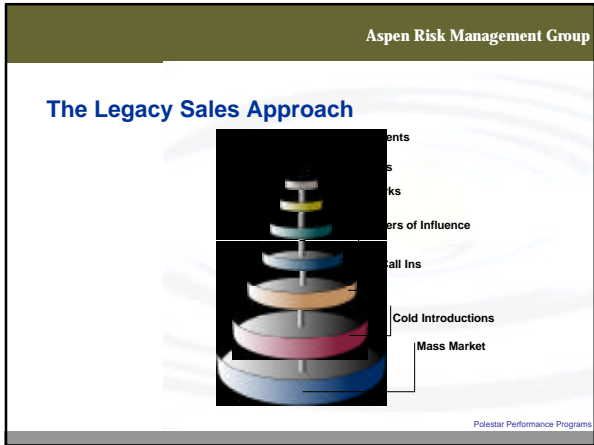 Aspen Risk Management Group
The Legacy Sales Approach
ents
s
rks
ers of Influence
Call Ins
Cold Introductions
Mass Market
Polestar Performance Programs